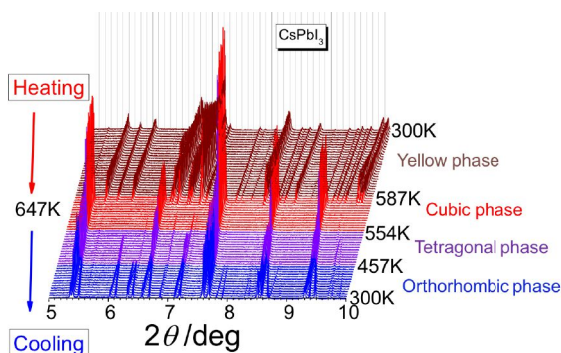 CsPbI3
Heating
300K
Yellow phase
587K
647K
Cubic phase
554K
Tetragonal phase
457K
Orthorhombic phase
300K
5 6 7 8 9 10
2θ/deg
Cooling